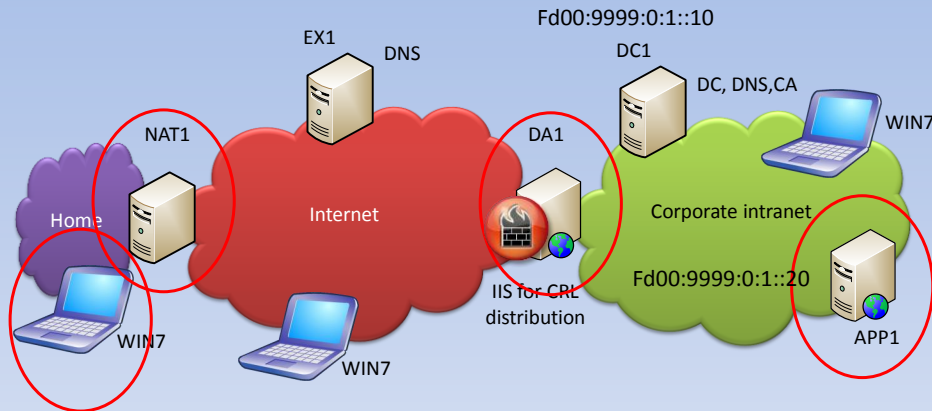 Fd00:9999:0:1::10
EX1
DNS
DC1
DC, DNS,CA
NAT1
DA1
WIN7
Home
Internet
Corporate intranet
Fd00:9999:0:1::20
IIS for CRL
distribution
WIN7
WIN7
APP1